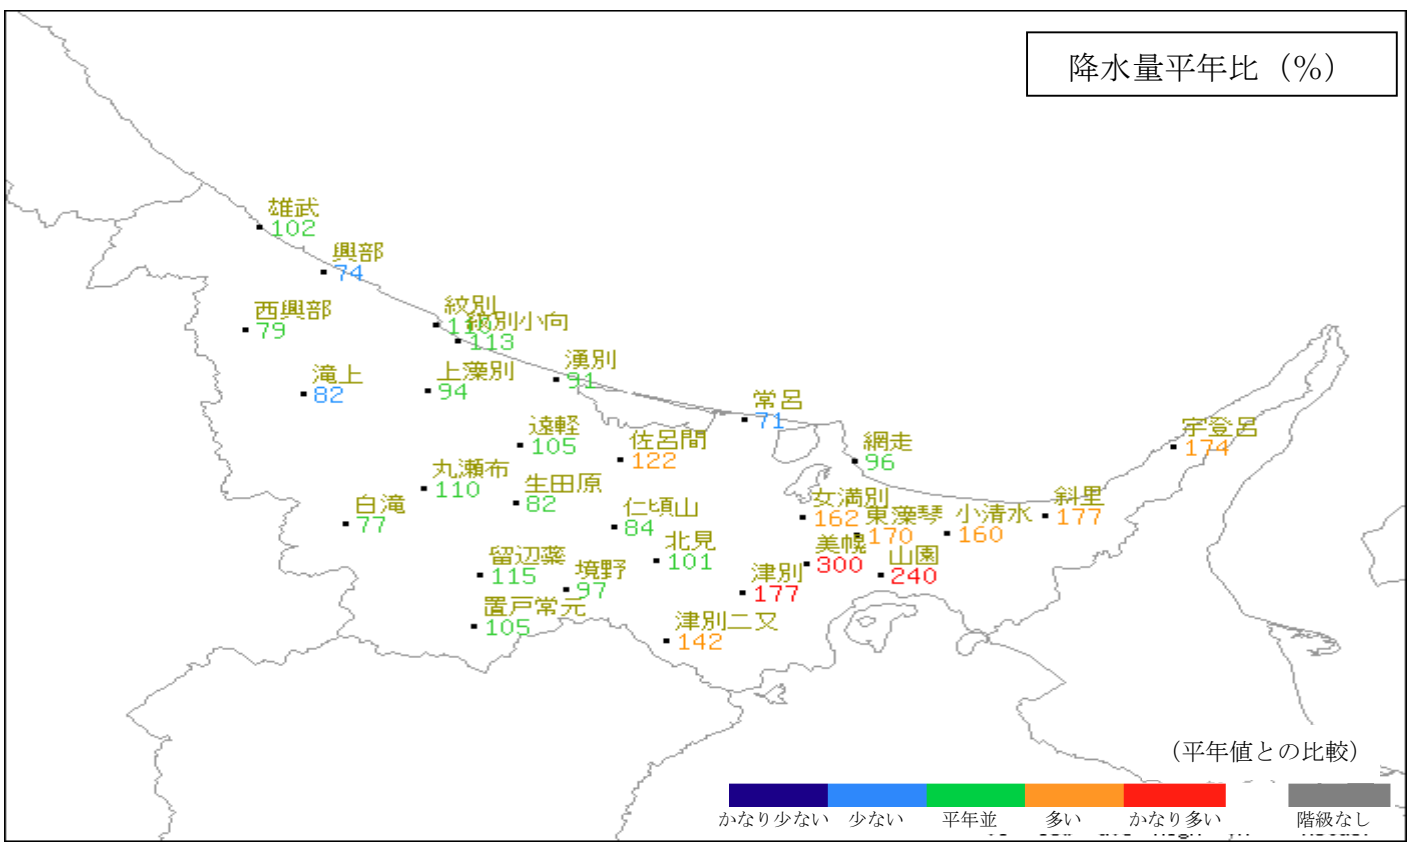 降水量平年比（％）
雄武
102
興部
74
西興部
79
紋別
110
紋別小向
113
滝上
82
上藻別
94
湧別
91
常呂
71
遠軽
105
佐呂間
122
網走
96
宇登呂
174
丸瀬布
110
生田原
82
白滝
77
仁頃山
84
女満別
162
東藻琴
170
小清水
160
斜里
177
北見
101
美幌
300
山園
240
留辺蘂
115
境野
97
津別
177
置戸常元
105
津別二又
142
（平年値との比較）
かなり少ない 少ない 平年並 多い かなり多い 階級なし